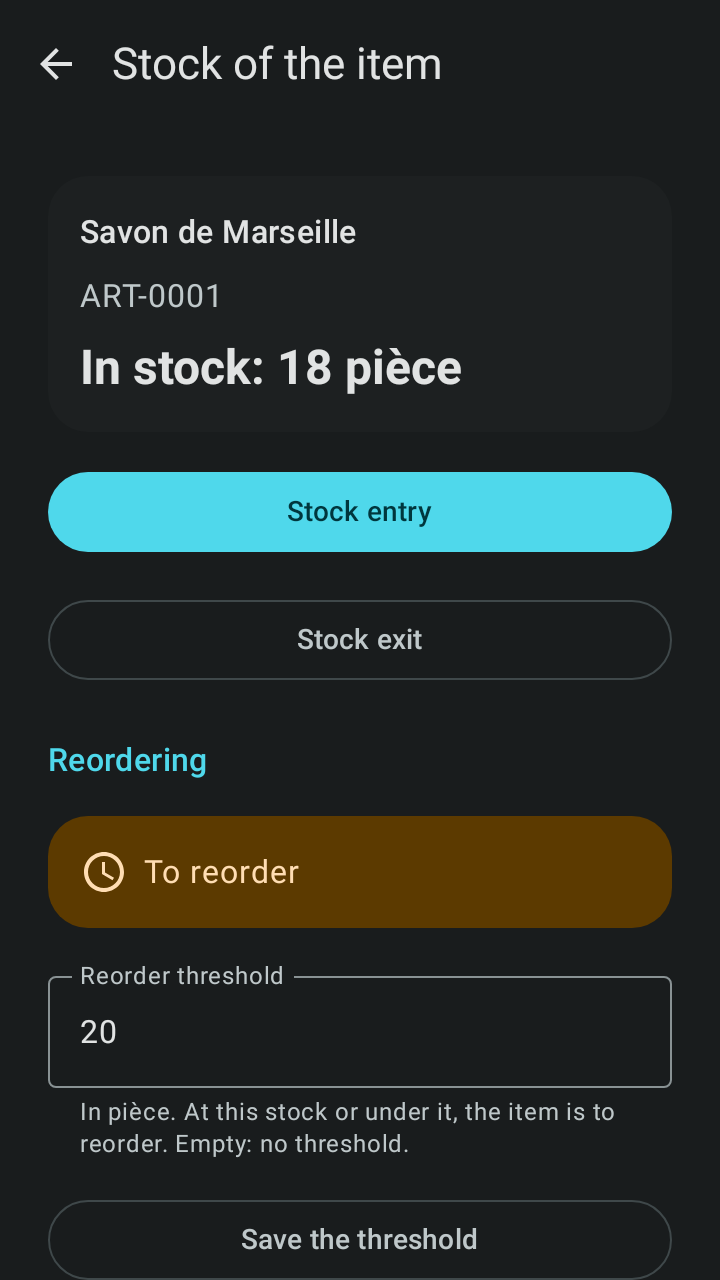 Stock of the item
Savon de Marseille
ART-0001
In stock: 18 pièce
Stock entry
Stock exit
Reordering
To reorder
Reorder threshold
20
In pièce. At this stock or under it, the item is to
reorder. Empty: no threshold.
Save the threshold